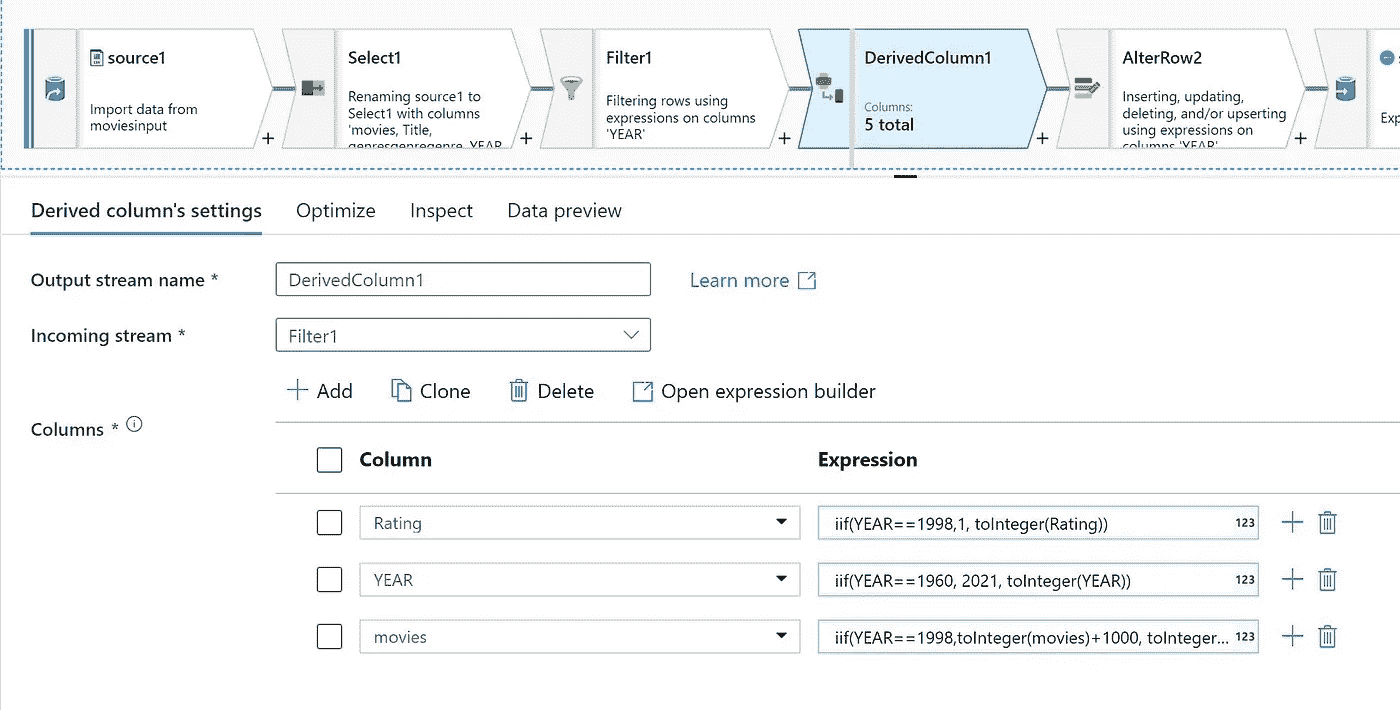 source1
Import data from
moviesinput
+
Select1
Renaming source1 to
Select1 with columns
'movies, Title,
genresgenregenre, YEAR
+
Filter1
Filtering rows using
expressions on columns
'YEAR'
+
DerivedColumn1
Columns:
5 total
+
AlterRow2
Inserting, updating,
deleting, and/or upserting
using expressions on
columns 'YEAR'
+
Derived column's settings Optimize Inspect Data preview
Output stream name * DerivedColumn1 Learn more
Incoming stream * Filter1
Add Clone Delete Open expression builder
Columns *
Column Expression
Rating iif(YEAR==1998,1, toInteger(Rating)) 123
YEAR iif(YEAR==1960, 2021, toInteger(YEAR)) 123
movies iif(YEAR==1998,toInteger(movies)+1000, toInteger... 123